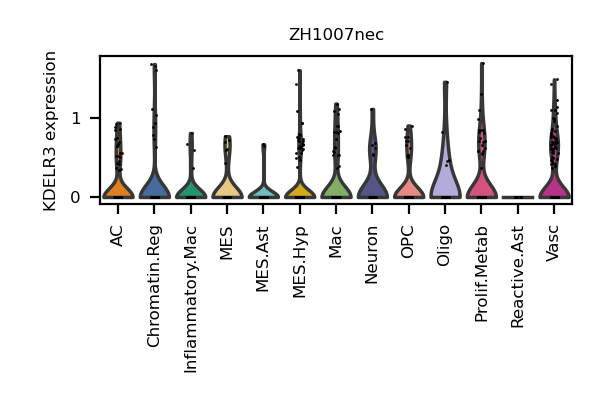 ZH1007nec
KDELR3 expression
1
0
AC
Chromatin.Reg
Inflammatory.Mac
MES
MES.Ast
MES.Hyp
Mac
Neuron
OPC
Oligo
Prolif.Metab
Reactive.Ast
Vasc